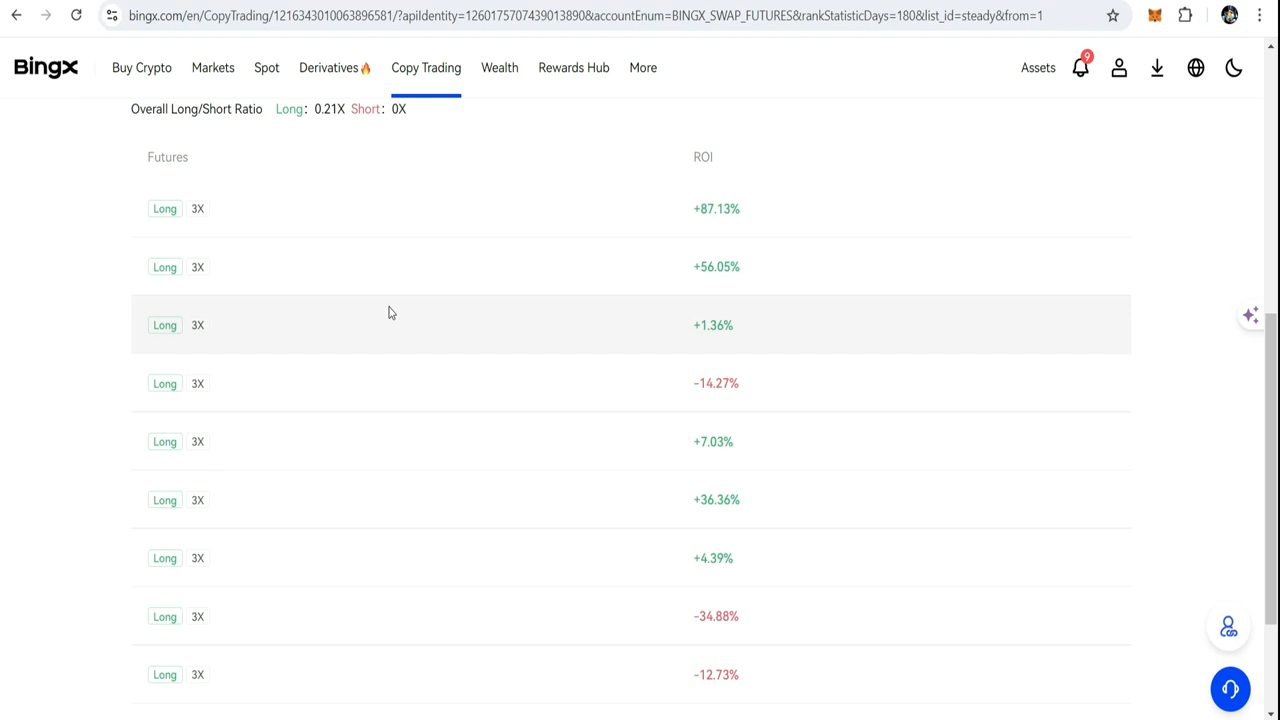 bingx.com/en/CopyTrading/1216343010063896581/?apiIdentity=1260175707439013890&accountEnum=BINGX_SWAP_FUTURES&rankStatisticDays=180&list_id=steady&from=1
BingX Buy Crypto Markets Spot Derivatives Copy Trading Wealth Rewards Hub More Assets 9
Overall Long/Short Ratio Long: 0.21X Short: 0X
Futures ROI
Long 3X +87.13%
Long 3X +56.05%
Long 3X +1.36%
Long 3X -14.27%
Long 3X +7.03%
Long 3X +36.36%
Long 3X +4.39%
Long 3X -34.88%
Long 3X -12.73%